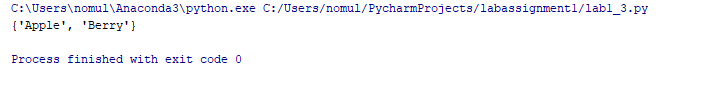 C:\Users\nomul\Anaconda3\python.exe C:/Users/nomul/PycharmProjects/labassignment1/lab1_3.py
{'Apple', 'Berry'}
Process finished with exit code 0